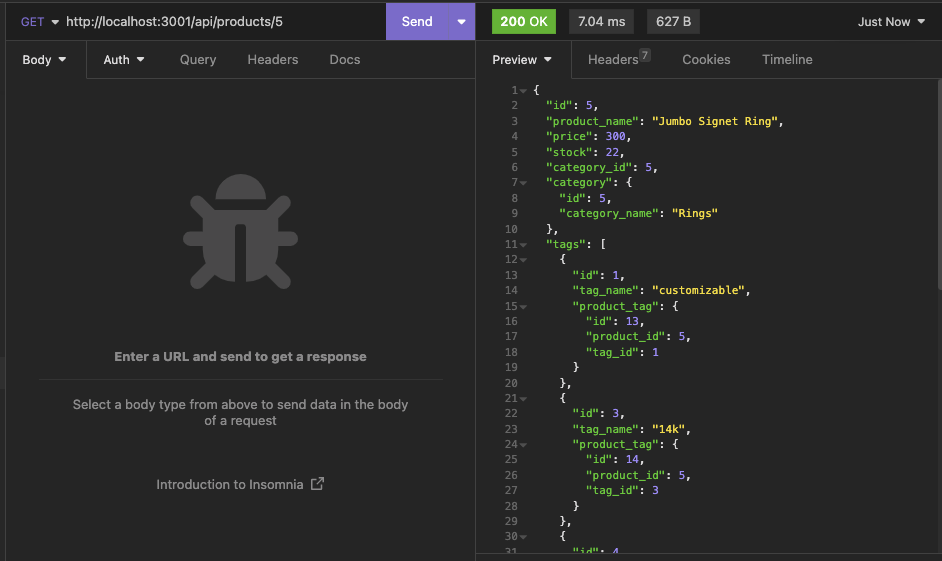 GET http://localhost:3001/api/products/5 Send
200 OK 7.04 ms 627 B Just Now
Body Auth Query Headers Docs
Preview Headers 7 Cookies Timeline
Enter a URL and send to get a response
Select a body type from above to send data in the body
of a request
Introduction to Insomnia
1 {
2 "id": 5,
3 "product_name": "Jumbo Signet Ring",
4 "price": 300,
5 "stock": 22,
6 "category_id": 5,
7 "category": {
8 "id": 5,
9 "category_name": "Rings"
10 },
11 "tags": [
12 {
13 "id": 1,
14 "tag_name": "customizable",
15 "product_tag": {
16 "id": 13,
17 "product_id": 5,
18 "tag_id": 1
19 }
20 },
21 {
22 "id": 3,
23 "tag_name": "14k",
24 "product_tag": {
25 "id": 14,
26 "product_id": 5,
27 "tag_id": 3
28 }
29 },
30 {
31 "id": 4